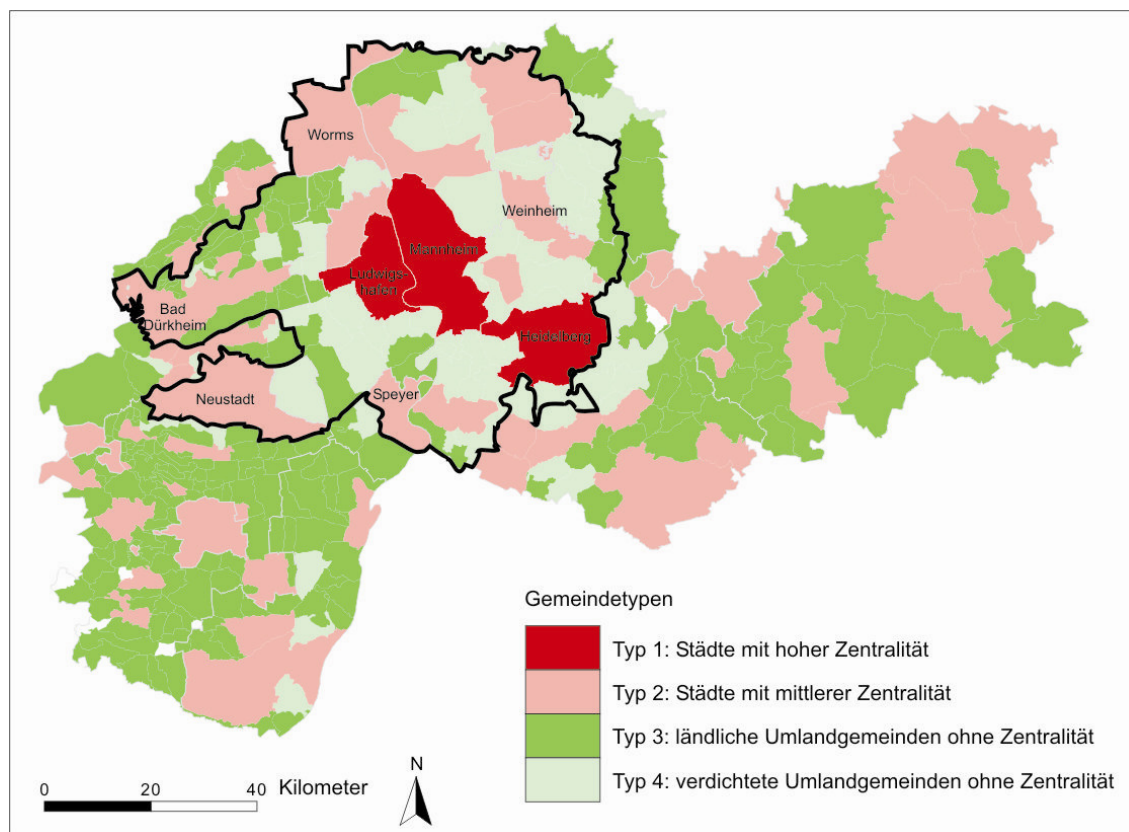 Worms
Weinheim
Mannheim
Ludwigs-
hafen
Bad
Dürkheim
Heidelberg
Neustadt
Speyer
Gemeindetypen
Typ 1: Städte mit hoher Zentralität
Typ 2: Städte mit mittlerer Zentralität
Typ 3: ländliche Umlandgemeinden ohne Zentralität
Typ 4: verdichtete Umlandgemeinden ohne Zentralität
0 20 40 Kilometer
N